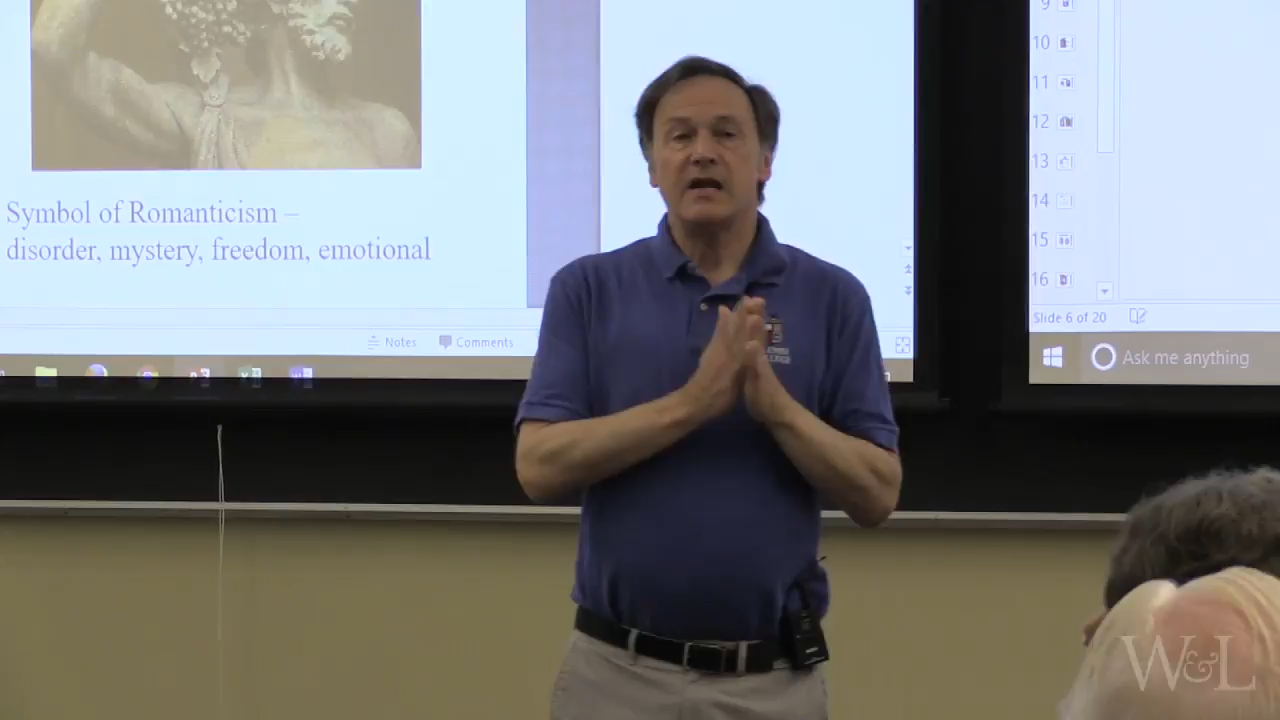 Symbol of Romanticism –
disorder, mystery, freedom, emotional
Notes
Comments
9
10
11
12
13
14
15
16
Slide 6 of 20
Ask me anything
W&L